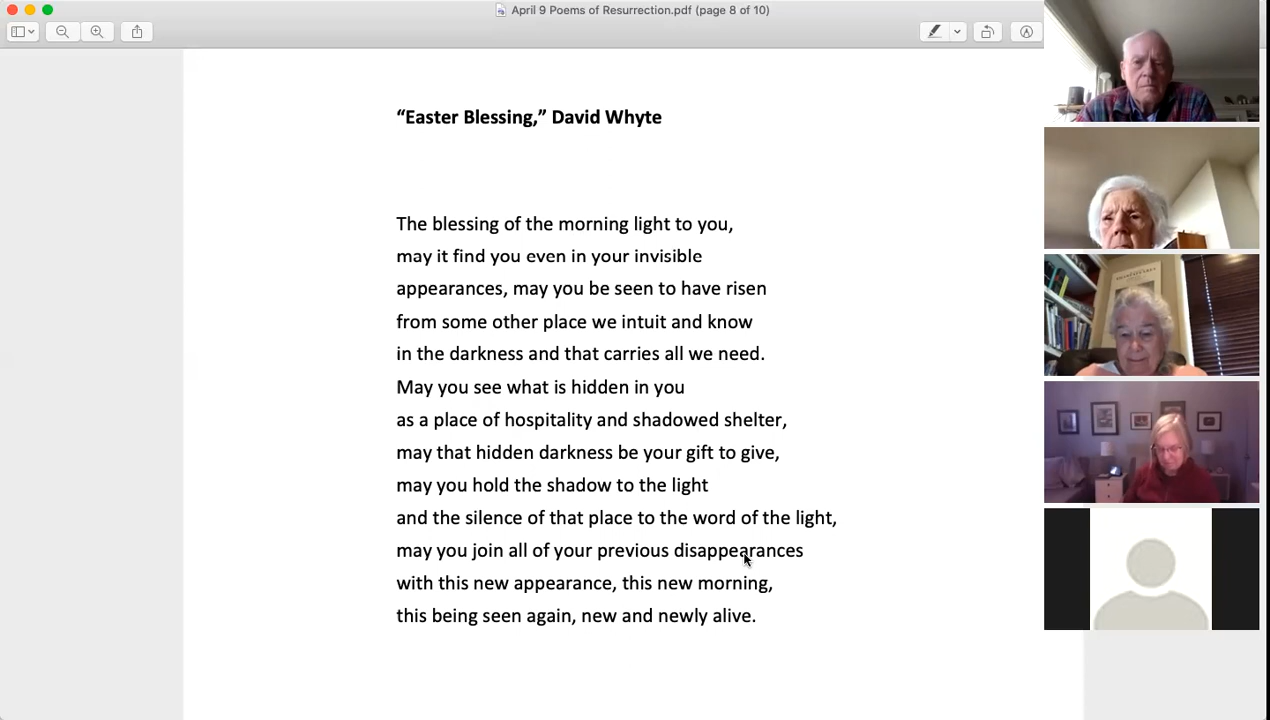 April 9 Poems of Resurrection.pdf (page 8 of 10)
“Easter Blessing,” David Whyte
The blessing of the morning light to you,
may it find you even in your invisible
appearances, may you be seen to have risen
from some other place we intuit and know
in the darkness and that carries all we need.
May you see what is hidden in you
as a place of hospitality and shadowed shelter,
may that hidden darkness be your gift to give,
may you hold the shadow to the light
and the silence of that place to the word of the light,
may you join all of your previous disappearances
with this new appearance, this new morning,
this being seen again, new and newly alive.